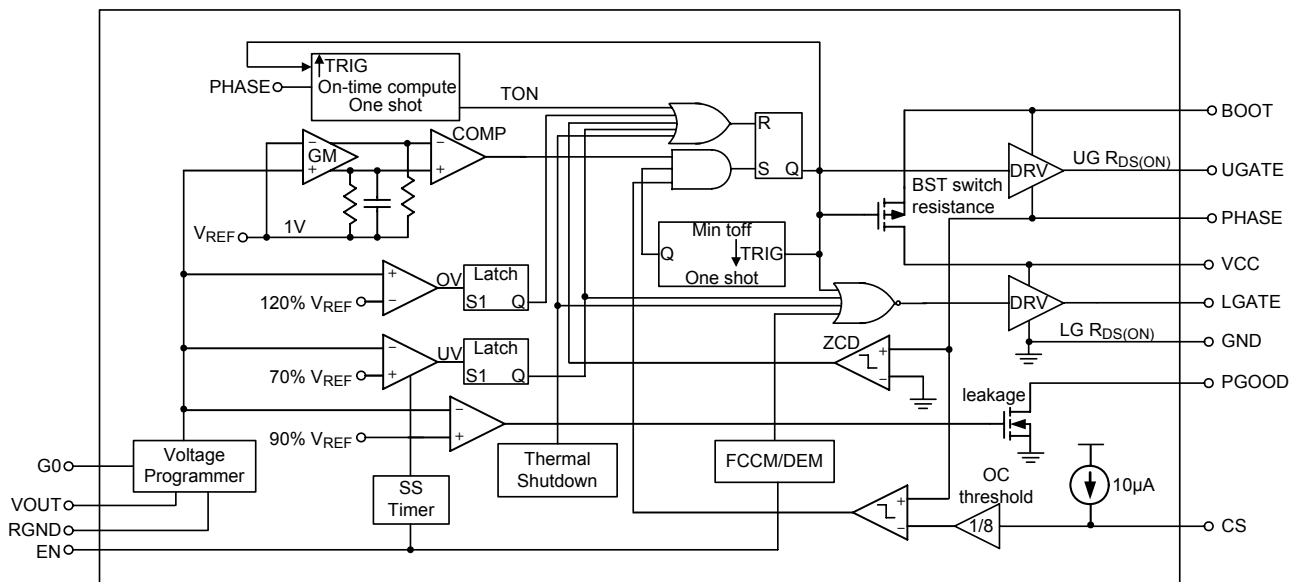 TRIG
PHASE
On-time compute
One shot
TON
COMP
GM
R
S
Q
BOOT
DRV
UG RDS(ON)
UGATE
BST switch
resistance
PHASE
VREF
1V
Min toff
Q
TRIG
One shot
VCC
OV
Latch
S1
Q
120% VREF
DRV
LGATE
LG RDS(ON)
GND
UV
Latch
S1
Q
70% VREF
ZCD
PGOOD
leakage
90% VREF
G0
Voltage
Programmer
VOUT
RGND
EN
SS
Timer
Thermal
Shutdown
FCCM/DEM
OC
threshold
10µA
1/8
CS